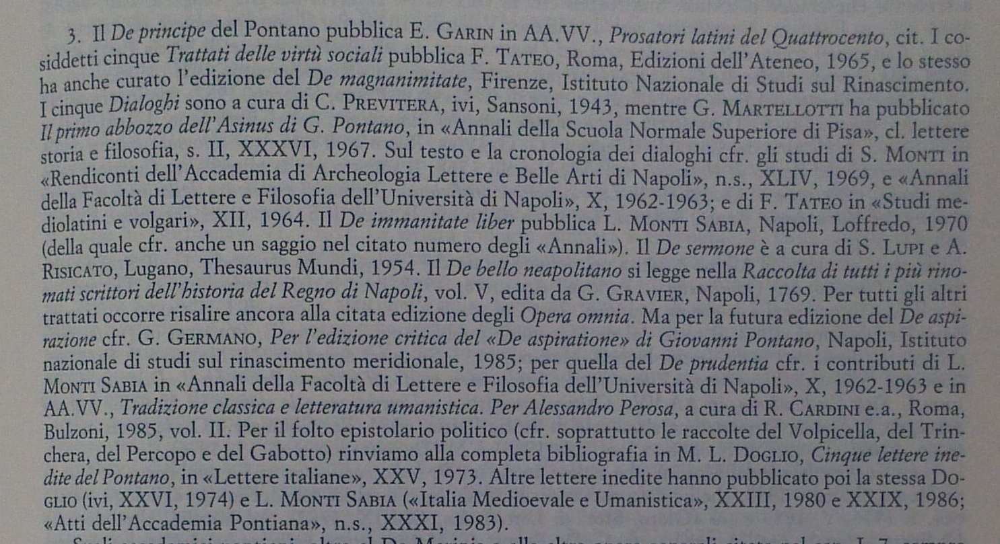 3. Il De principe del Pontano pubblica E. GARIN in AA.VV., Prosatori latini del Quattrocento, cit. I co-
siddetti cinque Trattati delle virtù sociali pubblica F. TATEO, Roma, Edizioni dell'Ateneo, 1965, e lo stesso
ha anche curato l'edizione del De magnanimitate, Firenze, Istituto Nazionale di Studi sul Rinascimento.
I cinque Dialoghi sono a cura di C. PREVITERA, ivi, Sansoni, 1943, mentre G. MARTELLOTTI ha pubblicato
Il primo abbozzo dell'Asinus di G. Pontano, in «Annali della Scuola Normale Superiore di Pisa», cl. lettere
storia e filosofia, s. II, XXXVI, 1967. Sul testo e la cronologia dei dialoghi cfr. gli studi di S. MONTI in
«Rendiconti dell'Accademia di Archeologia Lettere e Belle Arti di Napoli», n.s., XLIV, 1969, e «Annali
della Facoltà di Lettere e Filosofia dell'Università di Napoli», X, 1962-1963; e di F. TATEO in «Studi me-
diolatini e volgari», XII, 1964. Il De immanitate liber pubblica L. MONTI SABIA, Napoli, Loffredo, 1970
(della quale cfr. anche un saggio nel citato numero degli «Annali»). Il De sermone è a cura di S. LUPI e A.
RISICATO, Lugano, Thesaurus Mundi, 1954. Il De bello neapolitano si legge nella Raccolta di tutti i più rino-
mati scrittori dell'historia del Regno di Napoli, vol. V, edita da G. GRAVIER, Napoli, 1769. Per tutti gli altri
trattati occorre risalire ancora alla citata edizione degli Opera omnia. Ma per la futura edizione del De aspi-
razione cfr. G. GERMANO, Per l'edizione critica del «De aspiratione» di Giovanni Pontano, Napoli, Istituto
nazionale di studi sul rinascimento meridionale, 1985; per quella del De prudentia cfr. i contributi di L.
MONTI SABIA in «Annali della Facoltà di Lettere e Filosofia dell'Università di Napoli», X, 1962-1963 e in
AA.VV., Tradizione classica e letteratura umanistica. Per Alessandro Perosa, a cura di R. CARDINI e.a., Roma,
Bulzoni, 1985, vol. II. Per il folto epistolario politico (cfr. soprattutto le raccolte del Volpicella, del Trin-
chera, del Percopo e del Gabotto) rinviamo alla completa bibliografia in M. L. DOGLIO, Cinque lettere ine-
dite del Pontano, in «Lettere italiane», XXV, 1973. Altre lettere inedite hanno pubblicato poi la stessa DO-
GLIO (ivi, XXVI, 1974) e L. MONTI SABIA («Italia Medioevale e Umanistica», XXIII, 1980 e XXIX, 1986;
«Atti dell'Accademia Pontiana», n.s., XXXI, 1983).